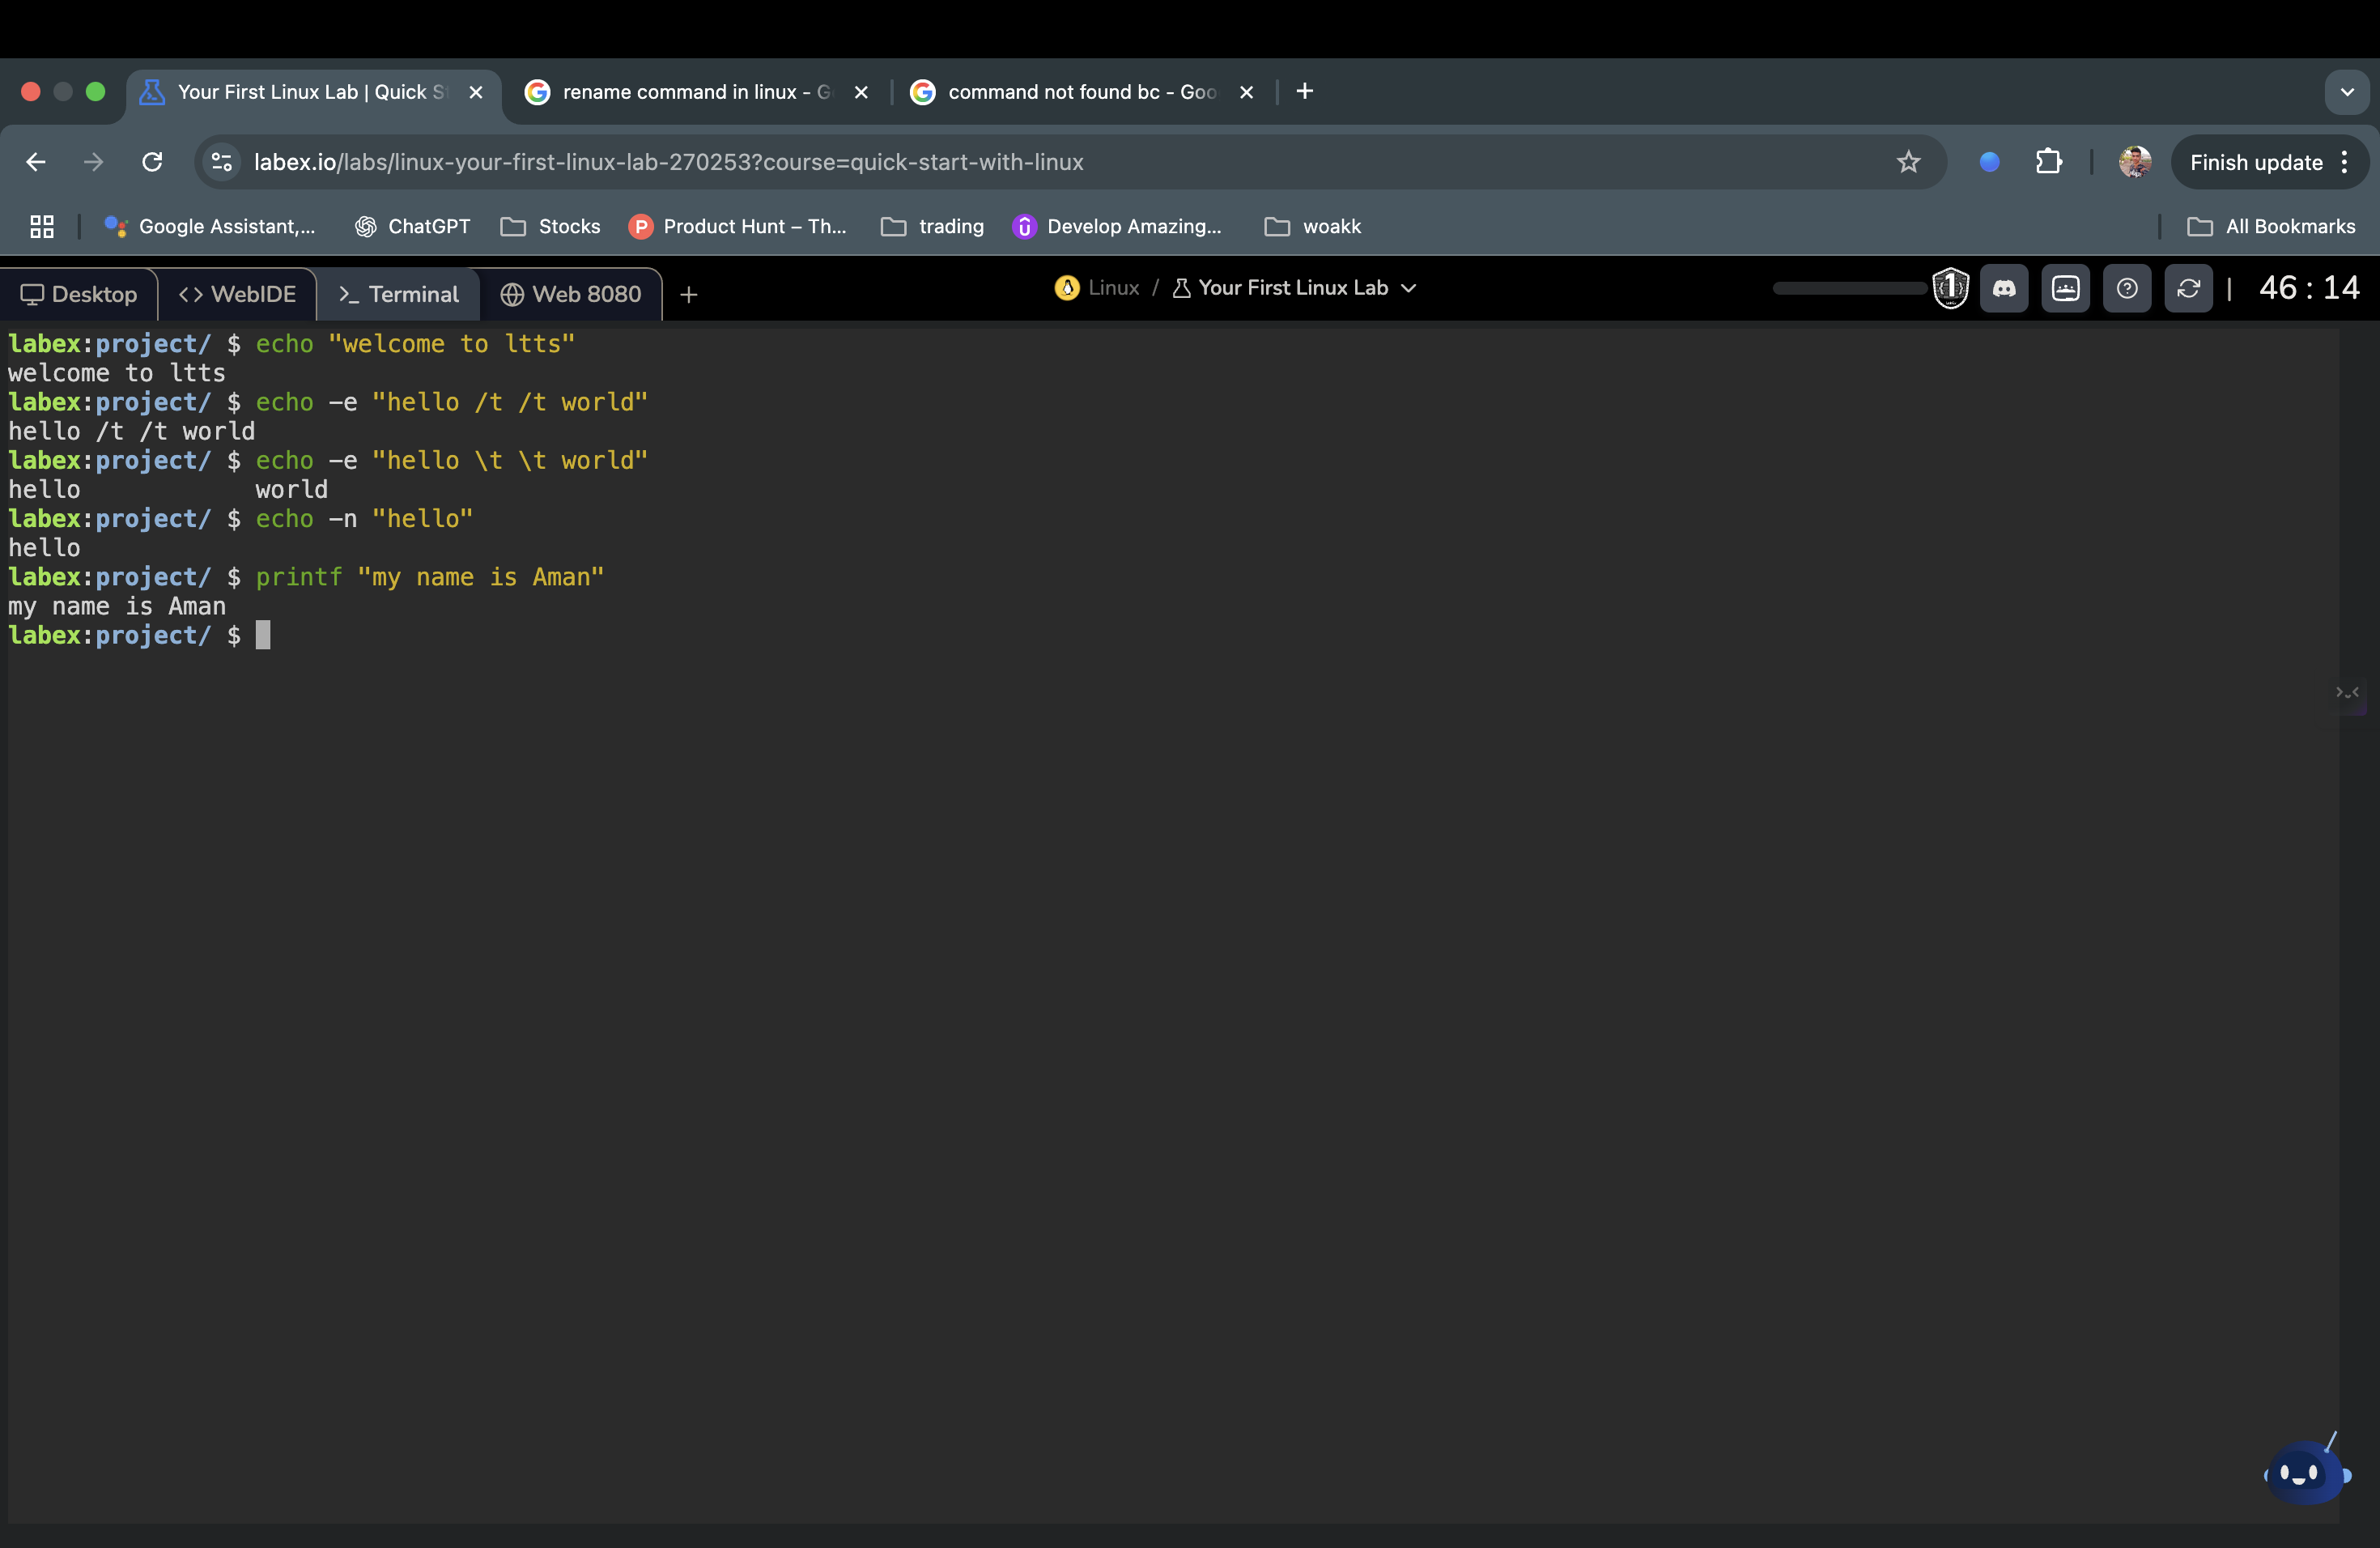 Your First Linux Lab | Quick S
rename command in linux - G
command not found bc - Goo
labex.io/labs/linux-your-first-linux-lab-270253?course=quick-start-with-linux
Finish update
Google Assistant,...
ChatGPT
Stocks
Product Hunt – Th...
trading
Develop Amazing...
woakk
All Bookmarks
Desktop
<> WebIDE
>_ Terminal
Web 8080
Linux / Your First Linux Lab
46 : 14
labex:project/ $ echo "welcome to ltts"
welcome to ltts
labex:project/ $ echo -e "hello /t /t world"
hello /t /t world
labex:project/ $ echo -e "hello \t \t world"
hello            world
labex:project/ $ echo -n "hello"
hello
labex:project/ $ printf "my name is Aman"
my name is Aman
labex:project/ $